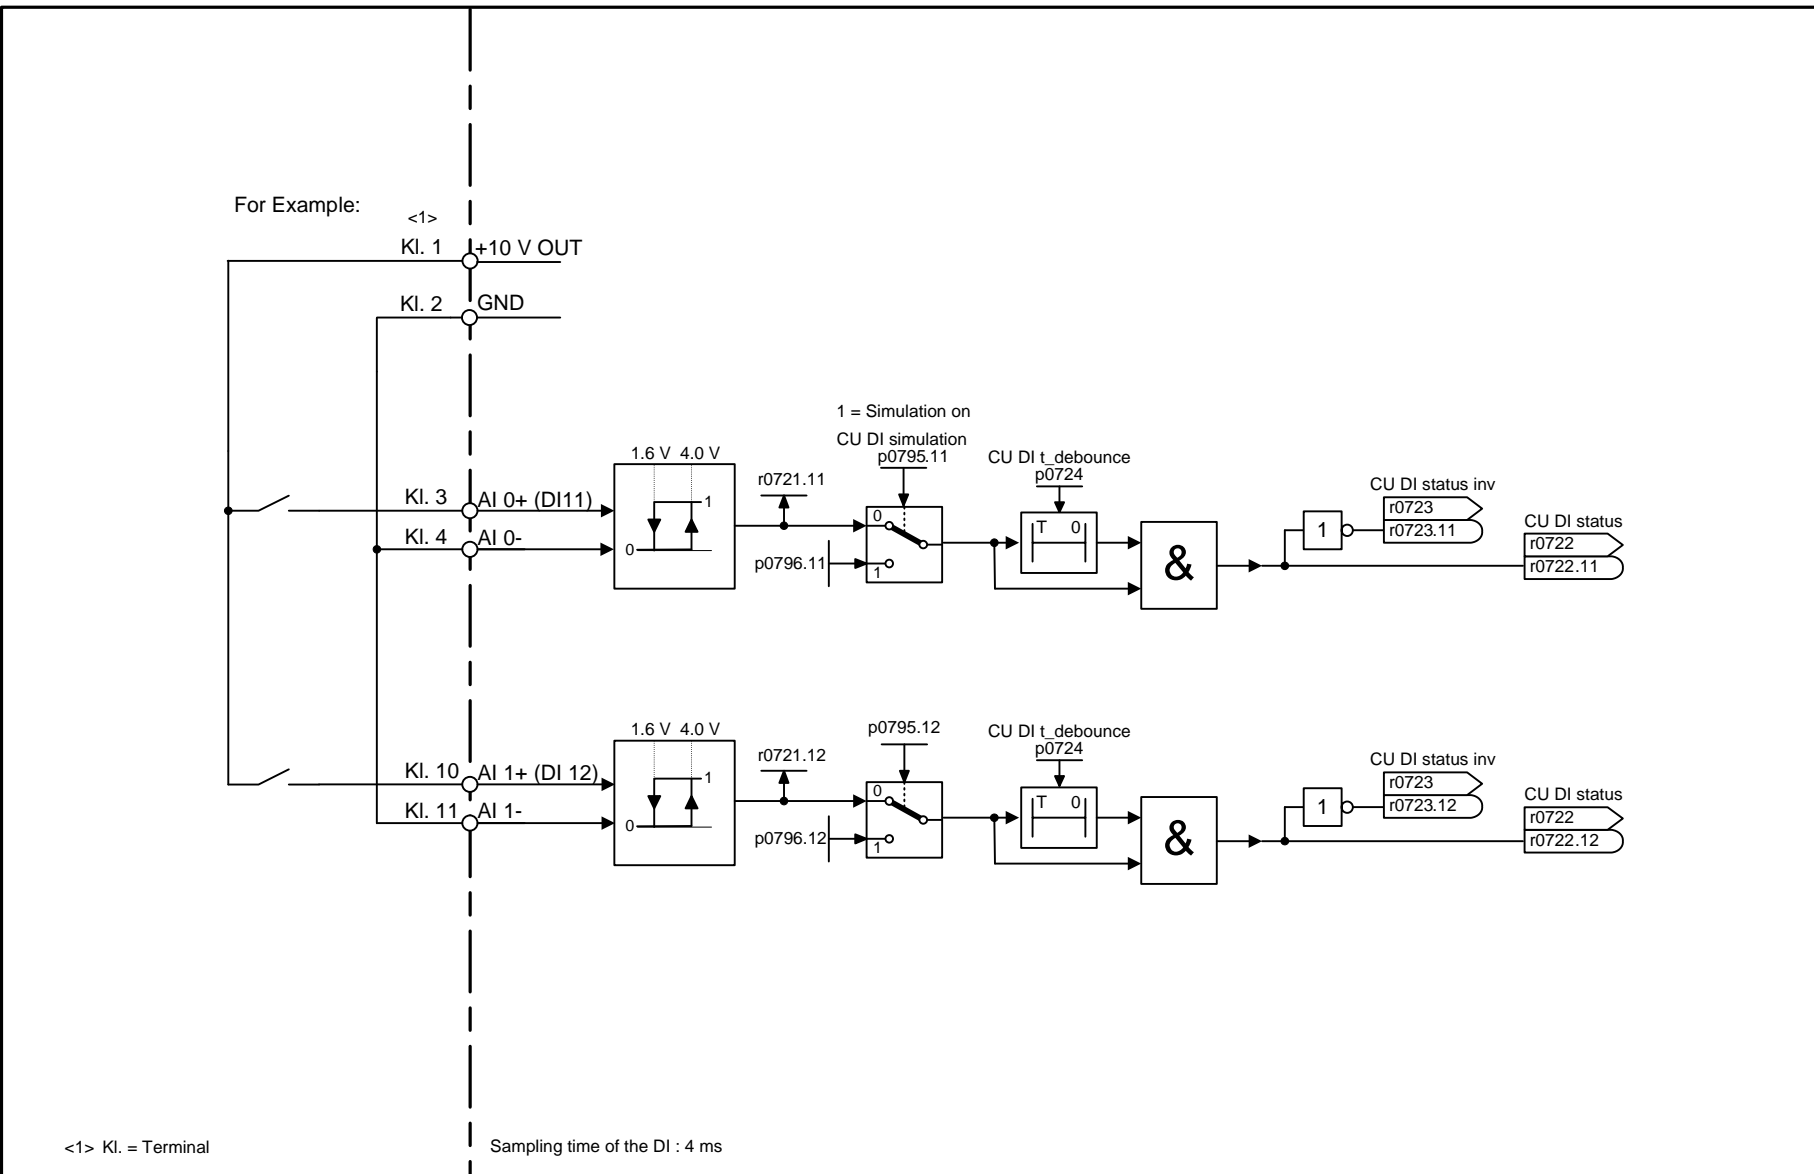 For Example:
<1>
Kl. 1
+10 V OUT
Kl. 2
GND
1 = Simulation on
CU DI simulation
p0795.11
1.6 V 4.0 V
CU DI t_debounce
p0724
r0721.11
CU DI status inv
r0723
r0723.11
CU DI status
r0722
r0722.11
Kl. 3
AI 0+ (DI11)
1
0
T 0
1
Kl. 4
AI 0-
0
p0796.11
1
&
1.6 V 4.0 V
p0795.12
CU DI t_debounce
p0724
r0721.12
CU DI status inv
r0723
r0723.12
CU DI status
r0722
r0722.12
Kl. 10
AI 1+ (DI 12)
1
0
T 0
1
Kl. 11
AI 1-
0
p0796.12
1
&
<1> Kl. = Terminal
Sampling time of the DI : 4 ms